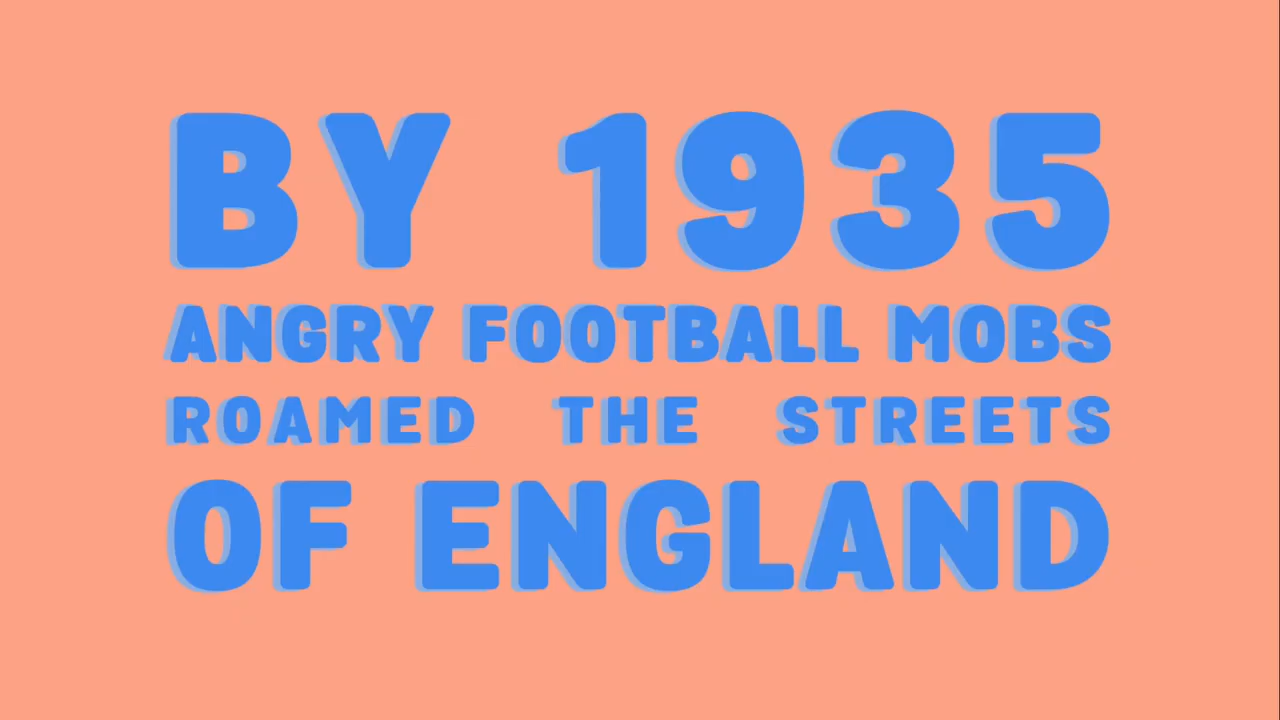 BY 1935
ANGRY FOOTBALL MOBS
ROAMED THE STREETS
OF ENGLAND